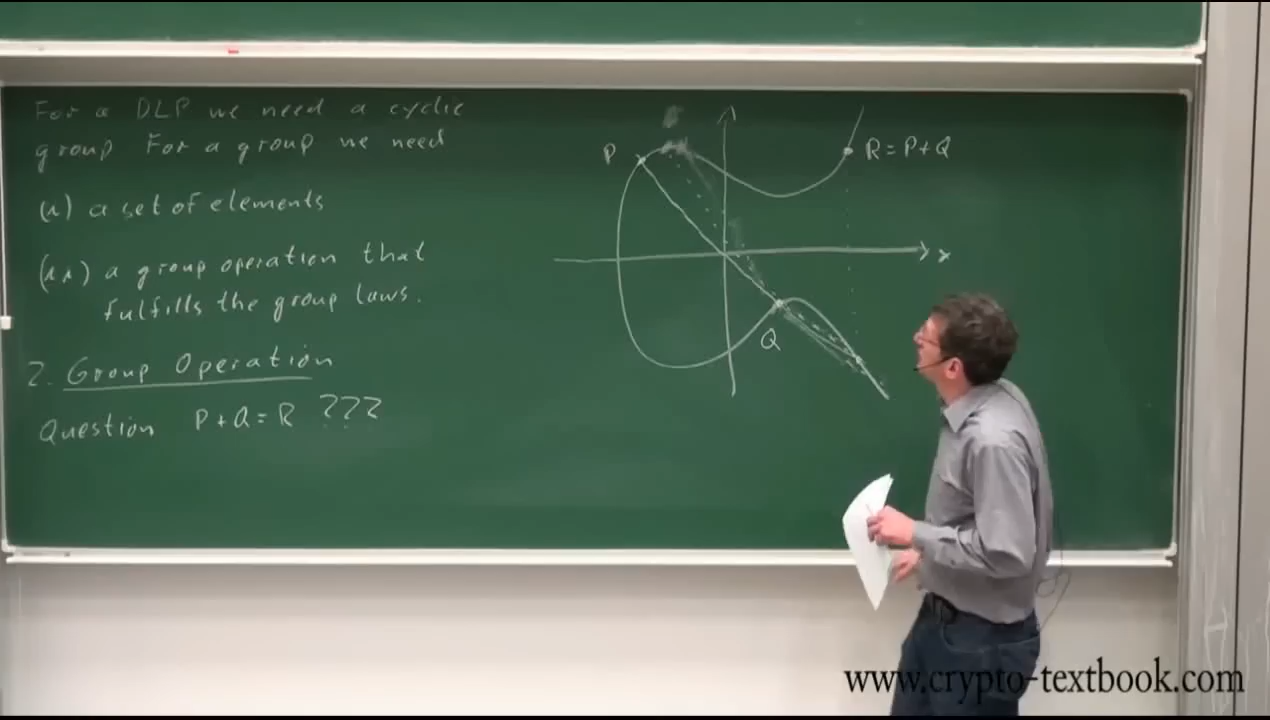 For a DLP we need a cyclic
group For a group we need
(i) a set of elements
(ii) a group operation that
fulfills the group laws.
2. Group Operation
Question P+Q=R ???
P
R=P+Q
x
Q
www.crypto-textbook.com